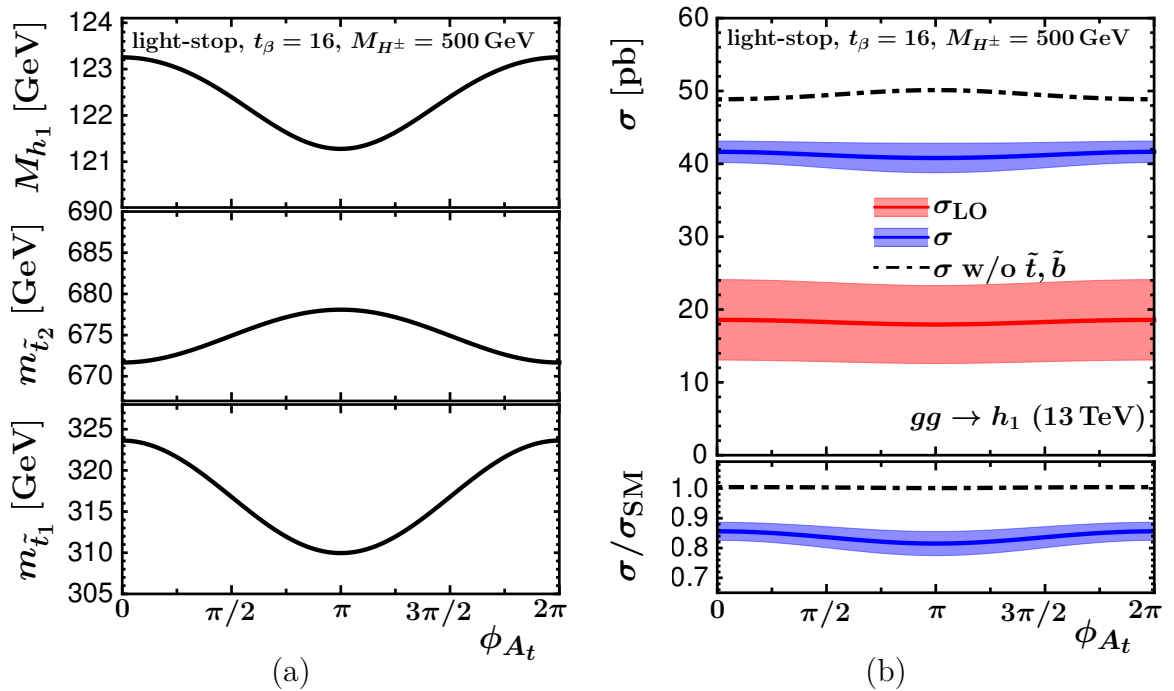 light-stop, t_β = 16, M_{H^±} = 500 GeV
M_{h_1} [GeV]
124
123
122
121
m_{t̃_2} [GeV]
690
685
680
675
670
m_{t̃_1} [GeV]
325
320
315
310
305
0 π/2 π 3π/2 2π
ϕ_{A_t}
(a)
light-stop, t_β = 16, M_{H^±} = 500 GeV
σ [pb]
60
50
40
30
20
10
0
σ_LO
σ
σ w/o t̃, b̃
gg → h_1 (13 TeV)
σ/σ_SM
1.0
0.9
0.8
0.7
0 π/2 π 3π/2 2π
ϕ_{A_t}
(b)